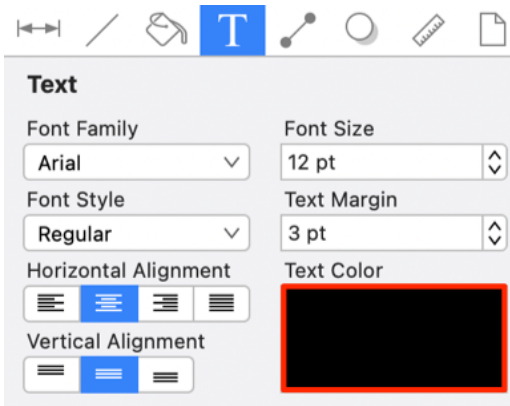 T
Text
Font Family
Font Size
Arial
12 pt
Font Style
Text Margin
Regular
3 pt
Horizontal Alignment
Text Color
Vertical Alignment